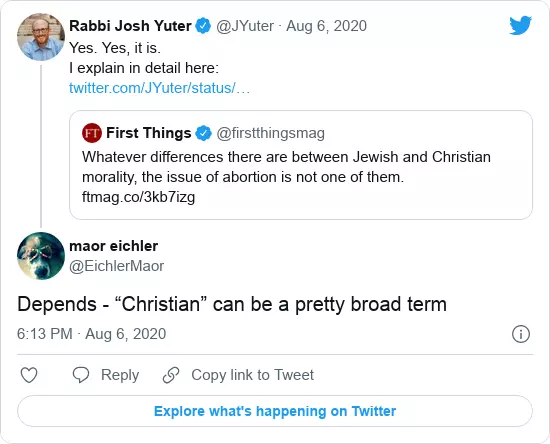 Rabbi Josh Yuter @JYuter · Aug 6, 2020
Yes. Yes, it is.
I explain in detail here:
twitter.com/JYuter/status/…
FT First Things @firstthingsmag
Whatever differences there are between Jewish and Christian
morality, the issue of abortion is not one of them.
ftmag.co/3kb7izg
maor eichler
@EichlerMaor
Depends - “Christian” can be a pretty broad term
6:13 PM · Aug 6, 2020
Reply Copy link to Tweet
Explore what's happening on Twitter